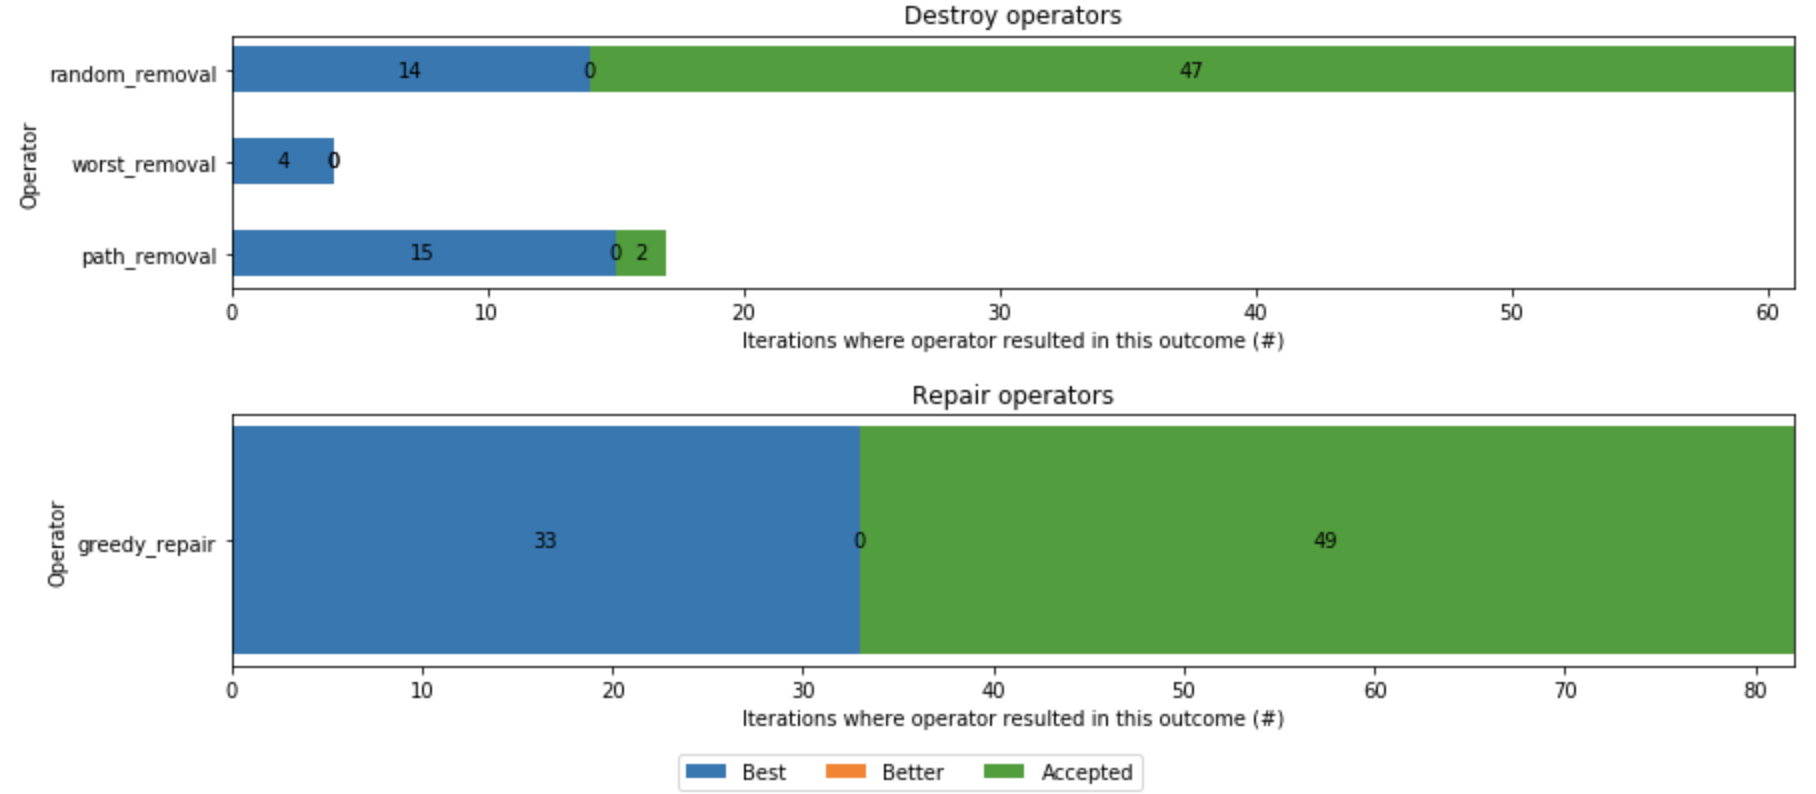 Destroy operators
random_removal 14 0 47
worst_removal 4 0 0
path_removal 15 0 2
Operator
0 10 20 30 40 50 60
Iterations where operator resulted in this outcome (#)
Repair operators
greedy_repair 33 0 49
Operator
0 10 20 30 40 50 60 70 80
Iterations where operator resulted in this outcome (#)
Best Better Accepted